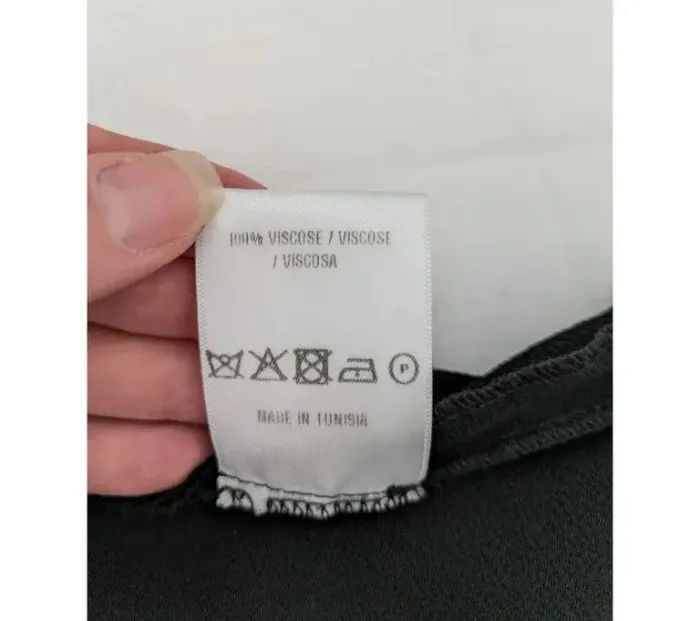 100% VISCOSE / VISCOSE
/ VISCOSA
P
MADE IN TUNISIA